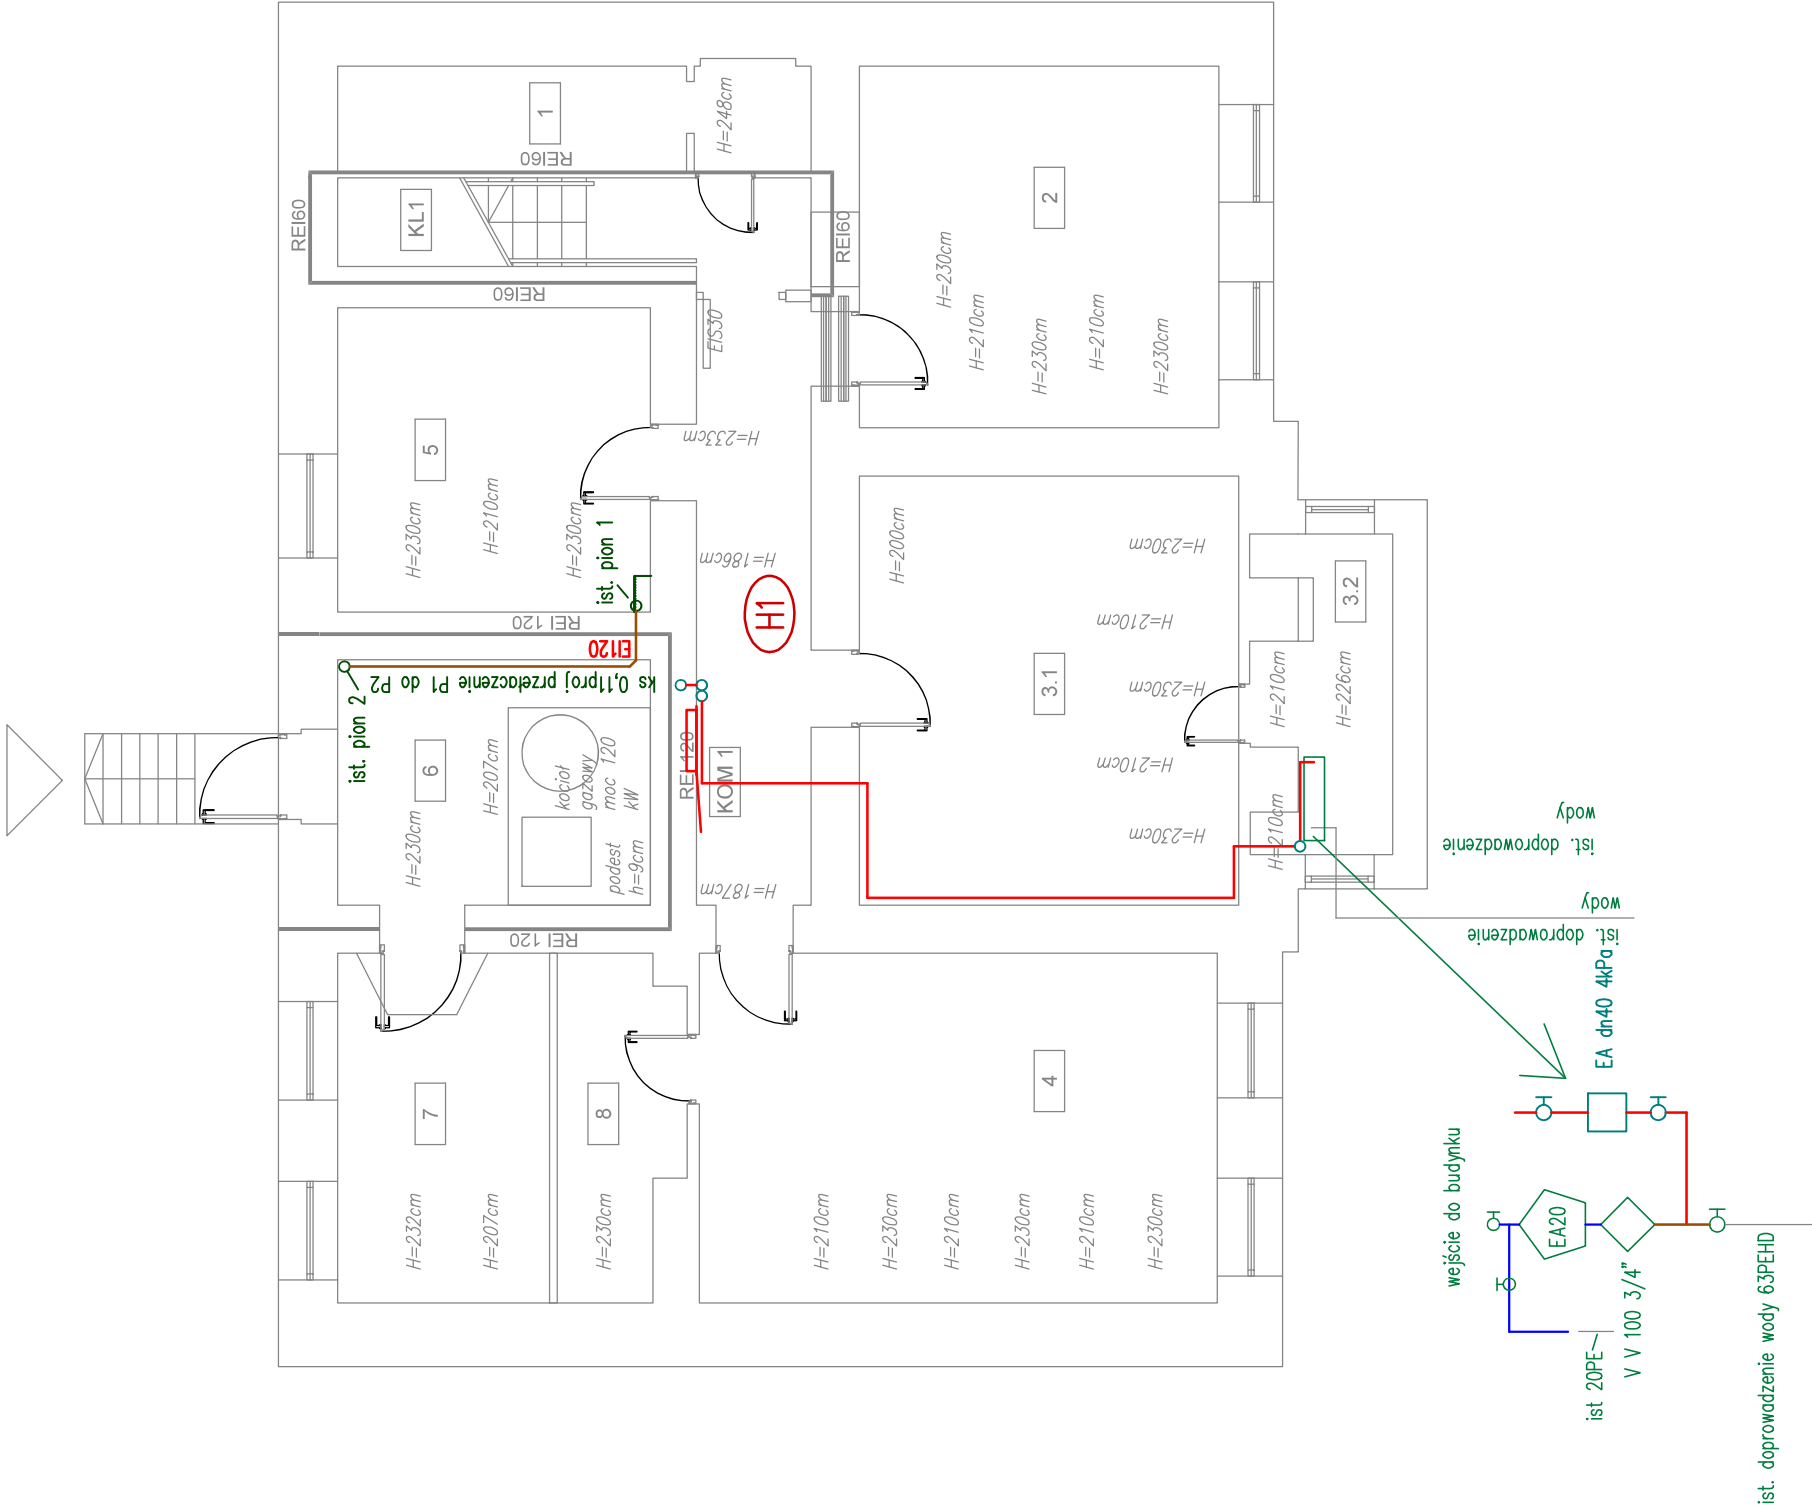 1
REI60
H=248cm
REI60
KL1
REI60
REI60
2
H=230cm
H=210cm
H=230cm
H=210cm
H=230cm
EIS30
5
H=230cm
H=210cm
H=230cm
H=233cm
ist. pion 1
H=186cm
H=200cm
H=230cm
H1
REI 120
EI120
H=210cm
3.2
ks 0,11proj przełaczenie P1 do P2
ist. pion 2
3.1
H=230cm
H=210cm
H=226cm
6
H=207cm
H=230cm
kocioł
gazowy
moc 120
kW
podest
h=9cm
REI 120
KOM 1
H=210cm
H=230cm
H=210cm
H=187cm
REI 120
ist. doprowadzenie
wody
ist. doprowadzenie
wody
EA dn40 4kPa
7
8
4
H=232cm
H=207cm
H=230cm
H=210cm
H=230cm
H=210cm
H=230cm
H=210cm
H=230cm
wejście do budynku
EA20
V V 100 3/4"
ist 20PE
ist. doprowadzenie wody 63PEHD